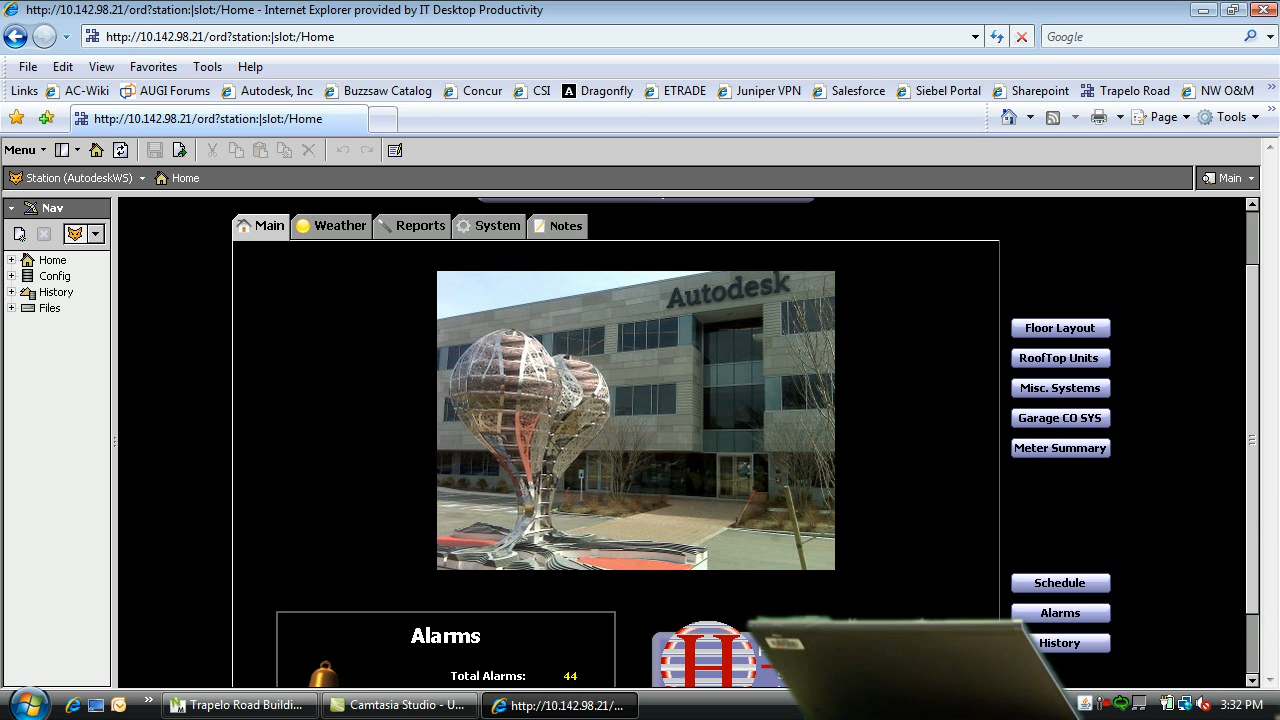 http://10.142.98.21/ord?station:|slot:/Home - Internet Explorer provided by IT Desktop Productivity
http://10.142.98.21/ord?station:|slot:/Home
Google
File Edit View Favorites Tools Help
Links AC-Wiki AUGI Forums Autodesk, Inc Buzzsaw Catalog Concur CSI Dragonfly ETRADE Juniper VPN Salesforce Siebel Portal Sharepoint Trapelo Road NW O&M
http://10.142.98.21/ord?station:|slot:/Home
Page Tools
Menu
Station (AutodeskWS) Home
Main
Nav
Home
Config
History
Files
Main Weather Reports System Notes
Autodesk
Floor Layout
RoofTop Units
Misc. Systems
Garage CO SYS
Meter Summary
Schedule
Alarms
History
Alarms
Total Alarms: 44
H
Trapelo Road Buildi...
Camtasia Studio - U...
http://10.142.98.21/...
3:32 PM